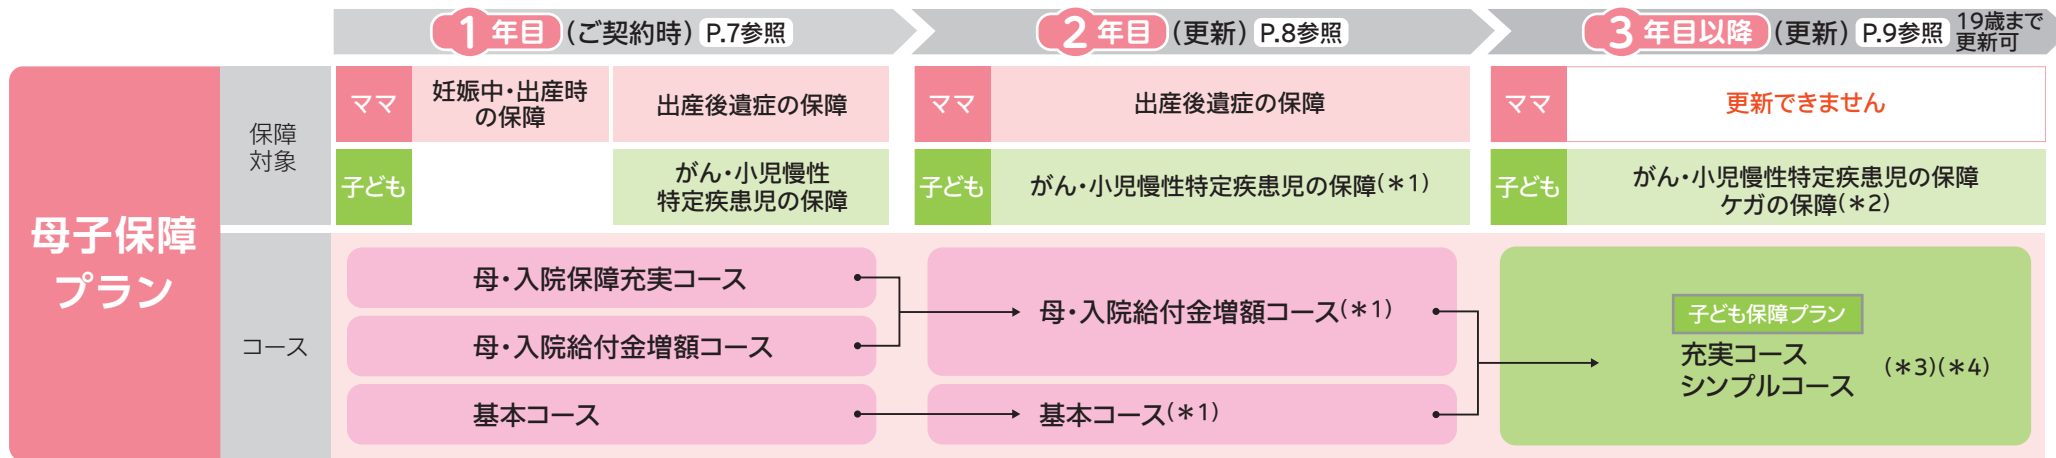 1年目(ご契約時) P.7参照
2年目(更新) P.8参照
3年目以降(更新) P.9参照 19歳まで
更新可
母子保障
プラン
保障
対象
ママ
妊娠中・出産時
の保障
出産後遺症の保障
ママ
出産後遺症の保障
ママ
更新できません
子ども
がん・小児慢性
特定疾患児の保障
子ども
がん・小児慢性特定疾患児の保障(*1)
子ども
がん・小児慢性特定疾患児の保障
ケガの保障(*2)
コース
母・入院保障充実コース
母・入院給付金増額コース
基本コース
母・入院給付金増額コース(*1)
基本コース(*1)
子ども保障プラン
充実コース
シンプルコース
(*3)(*4)